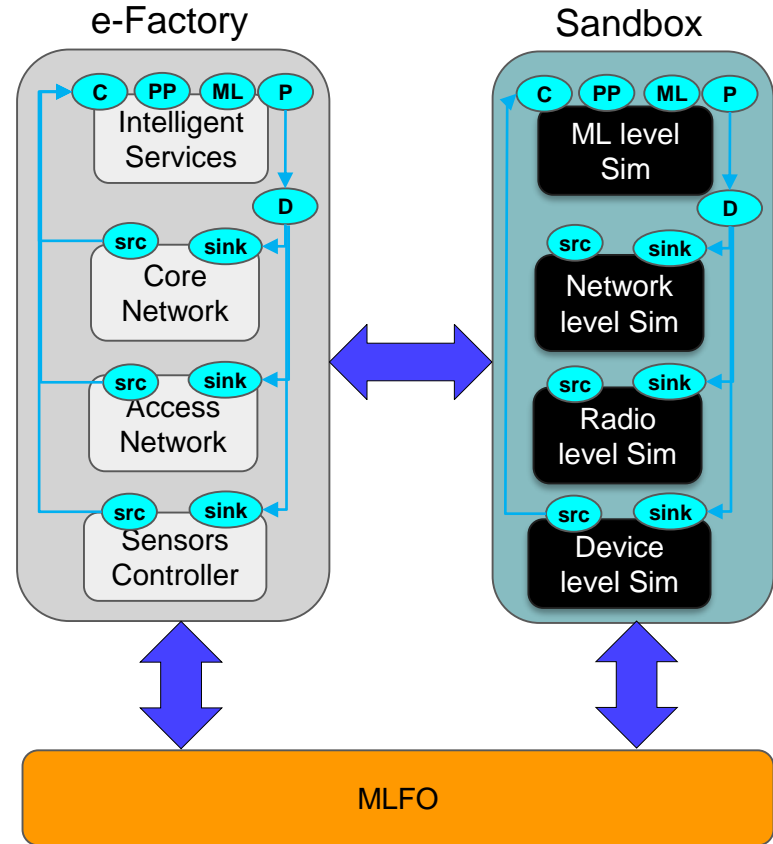 e-Factory
C PP ML P
Intelligent
Services
D
src sink
Core
Network
src sink
Access
Network
src sink
Sensors
Controller
Sandbox
C PP ML P
ML level
Sim
D
src sink
Network
level Sim
src sink
Radio
level Sim
src sink
Device
level Sim
MLFO